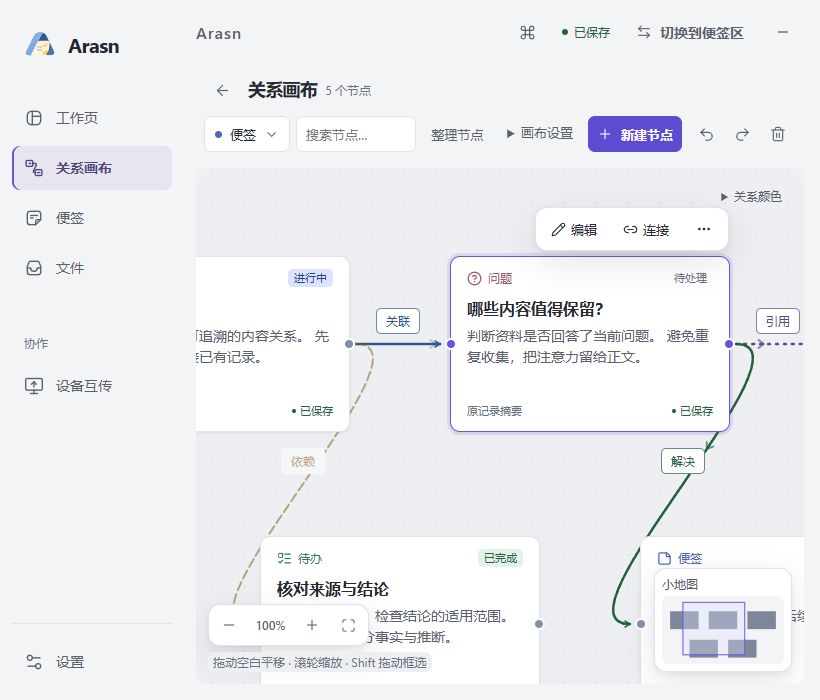 Arasn
Arasn
已保存
切换到便签区
工作页
关系画布
便签
文件
协作
设备互传
设置
关系画布 5 个节点
便签
搜索节点...
整理节点
画布设置
+ 新建节点
关系颜色
编辑 连接 ...
进行中
追溯的内容关系。 先
已有记录。
已保存
关联
问题 待处理
哪些内容值得保留?
判断资料是否回答了当前问题。 避免重
复收集，把注意力留给正文。
原记录摘要 已保存
引用
依赖
解决
待办 已完成
核对来源与结论
检查结论的适用范围。
事实与推断。
便签
小地图
− 100% +
拖动空白平移 · 滚轮缩放 · Shift 拖动框选